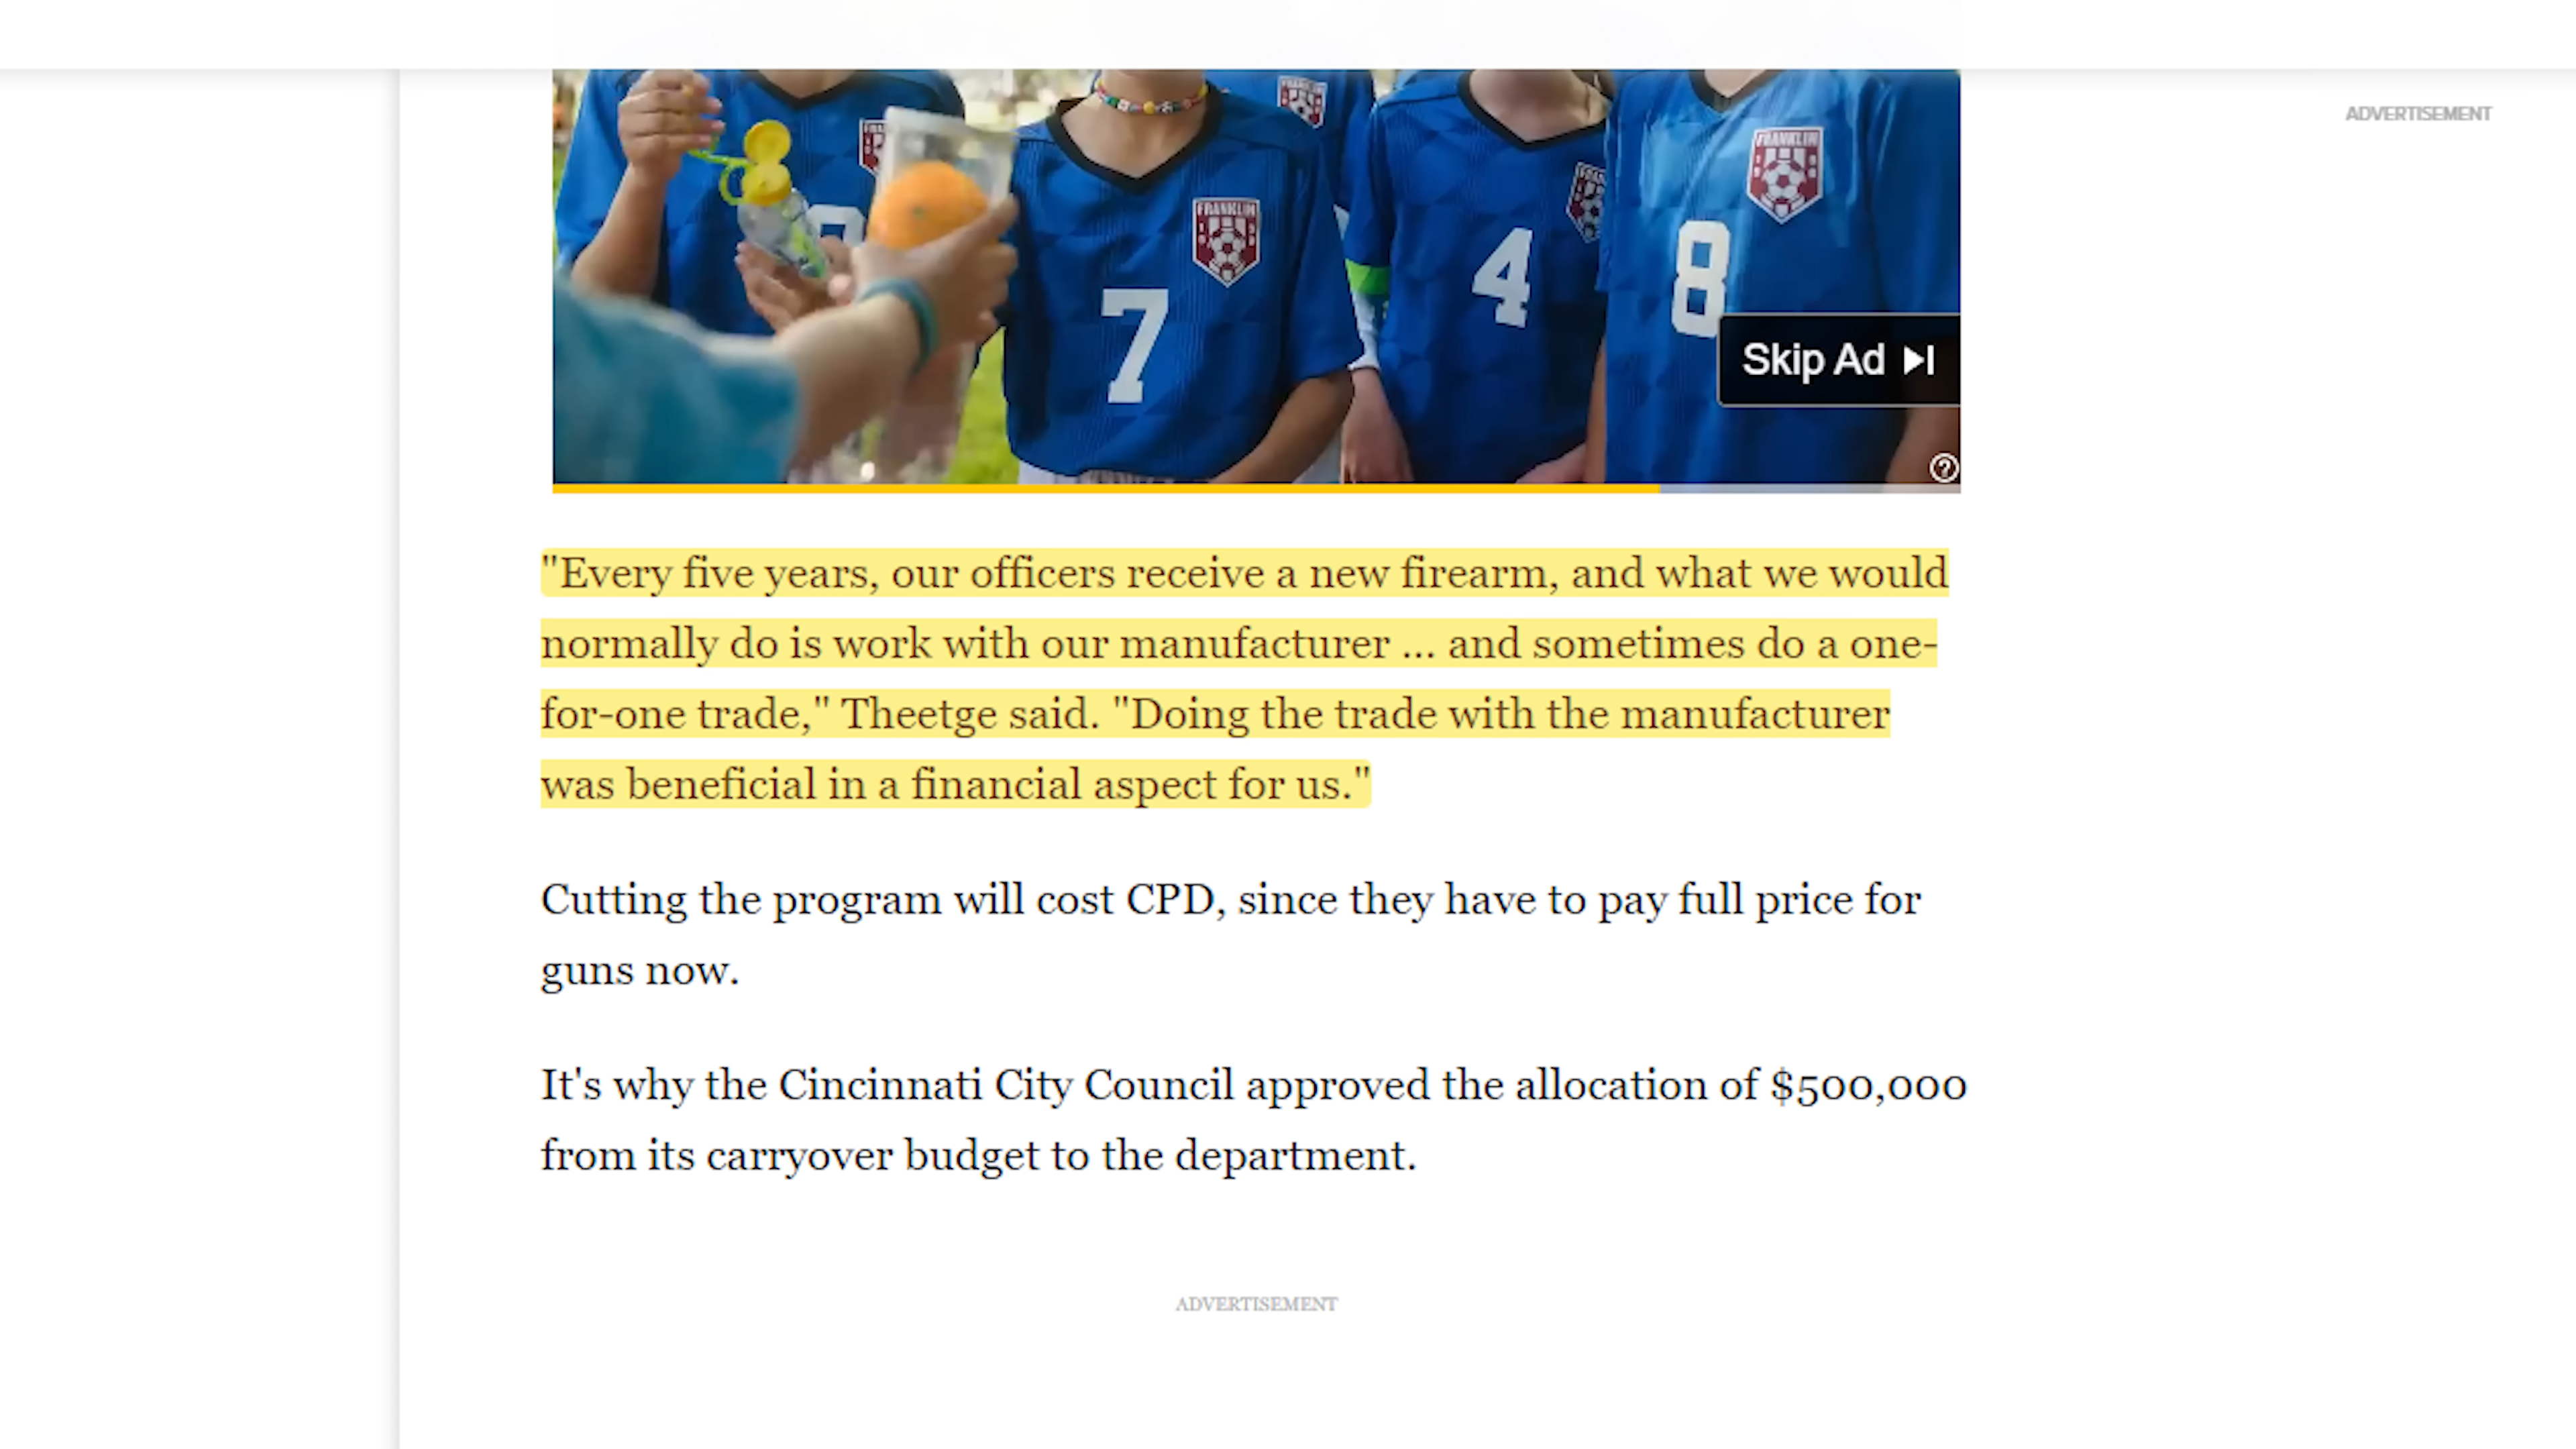 ADVERTISEMENT
FRANKLIN
FRANKLIN
7
4
8
Skip Ad
"Every five years, our officers receive a new firearm, and what we would
normally do is work with our manufacturer ... and sometimes do a one-
for-one trade," Theetge said. "Doing the trade with the manufacturer
was beneficial in a financial aspect for us."
Cutting the program will cost CPD, since they have to pay full price for
guns now.
It's why the Cincinnati City Council approved the allocation of $500,000
from its carryover budget to the department.
ADVERTISEMENT